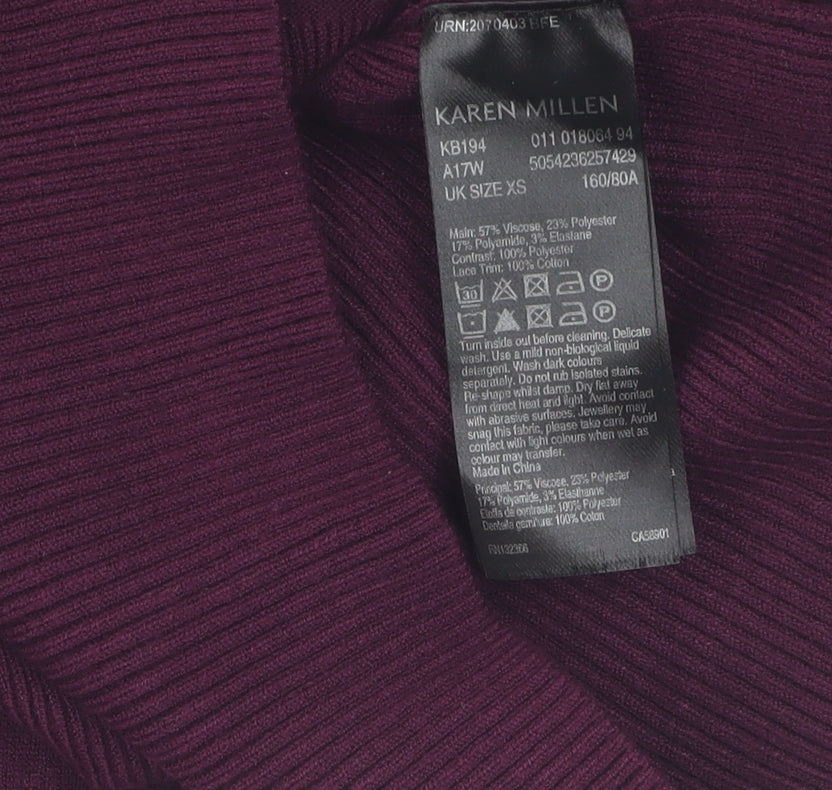 URN:2070403 BFE
KAREN MILLEN
KB194 011 018064 94
A17W 5054236257429
UK SIZE XS 160/80A
Main: 57% Viscose, 23% Polyester
17% Polyamide, 3% Elastane
Contrast: 100% Polyester
Lace Trim: 100% Cotton
30 P
P
Turn inside out before cleaning. Delicate
wash. Use a mild non-biological liquid
detergent. Wash dark colours
separately. Do not rub isolated stains.
Re-shape whilst damp. Dry flat away
from direct heat and light. Avoid contact
with abrasive surfaces. Jewellery may
snag this fabric, please take care. Avoid
contact with light colours when wet as
colour may transfer.
Made In China
Principal: 57% Viscose, 23% Polyester
17% Polyamide, 3% Elasthanne
Etoffe de contraste: 100% Polyester
Dentelle garniture: 100% Coton
RN132366 CA58901